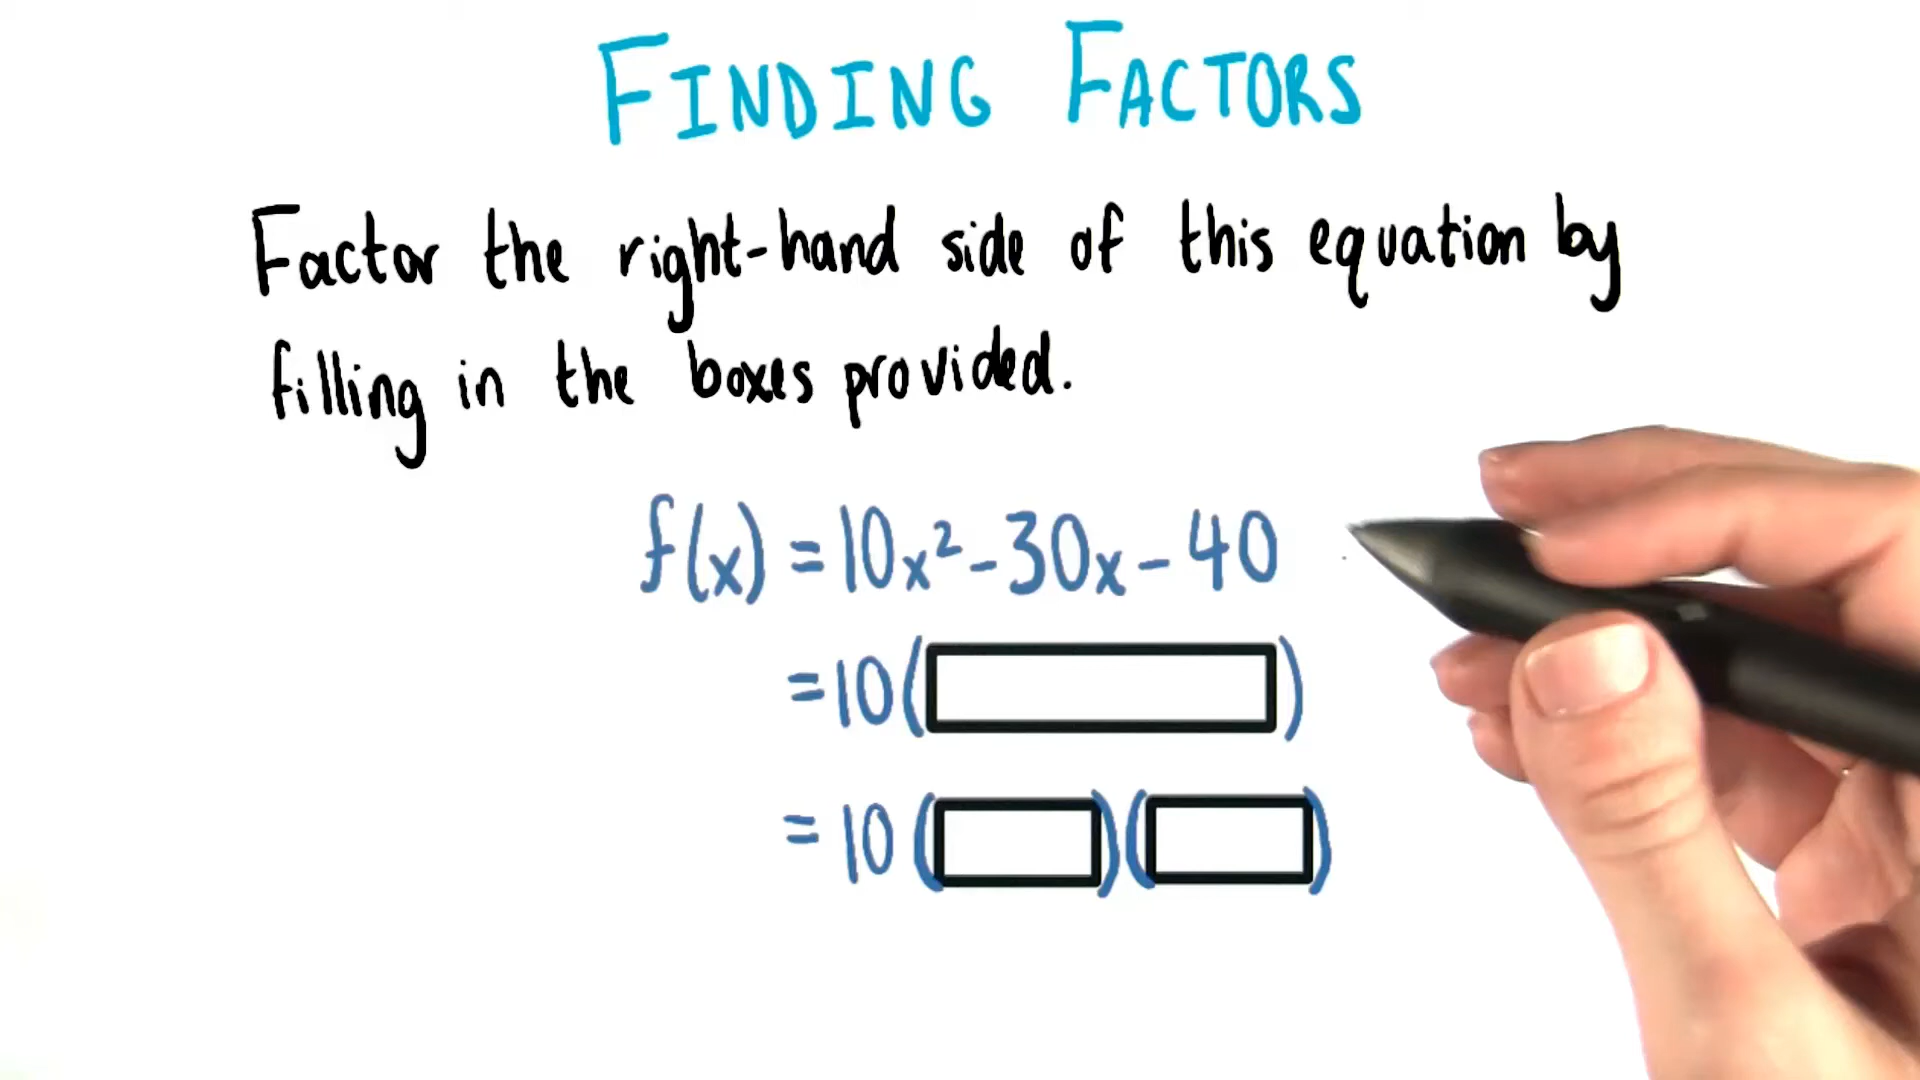 FINDING FACTORS
Factor the right-hand side of this equation by
filling in the boxes provided.
f(x) = 10x² - 30x - 40
= 10( )
= 10( )( )